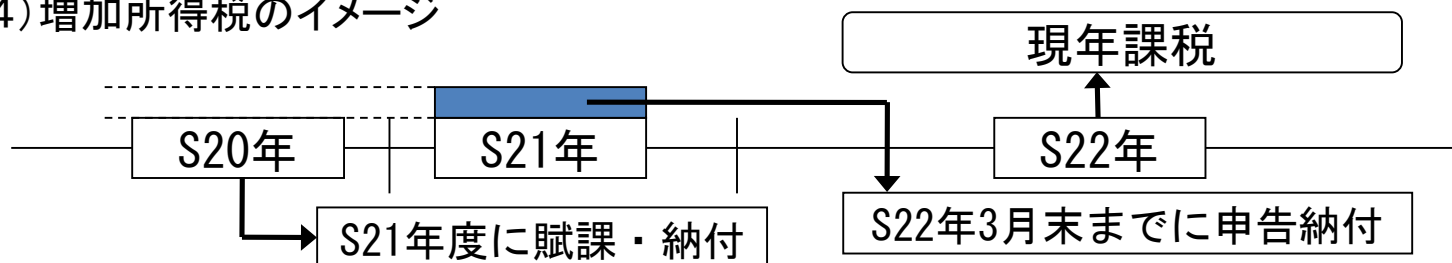 4)増加所得税のイメージ
現年課税
S20年
S21年
S22年
S21年度に賦課・納付
S22年3月末までに申告納付